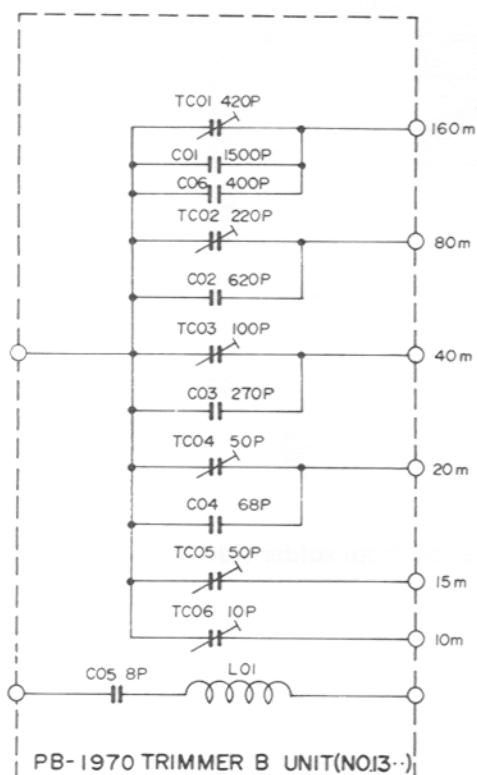 TC01 420P
160m
C01 1500P
C06 400P
TC02 220P
80m
C02 620P
TC03 100P
40m
C03 270P
TC04 50P
20m
C04 68P
TC05 50P
15m
TC06 10P
10m
C05 8P
L01
PB-1970 TRIMMER B UNIT(NO.13··)